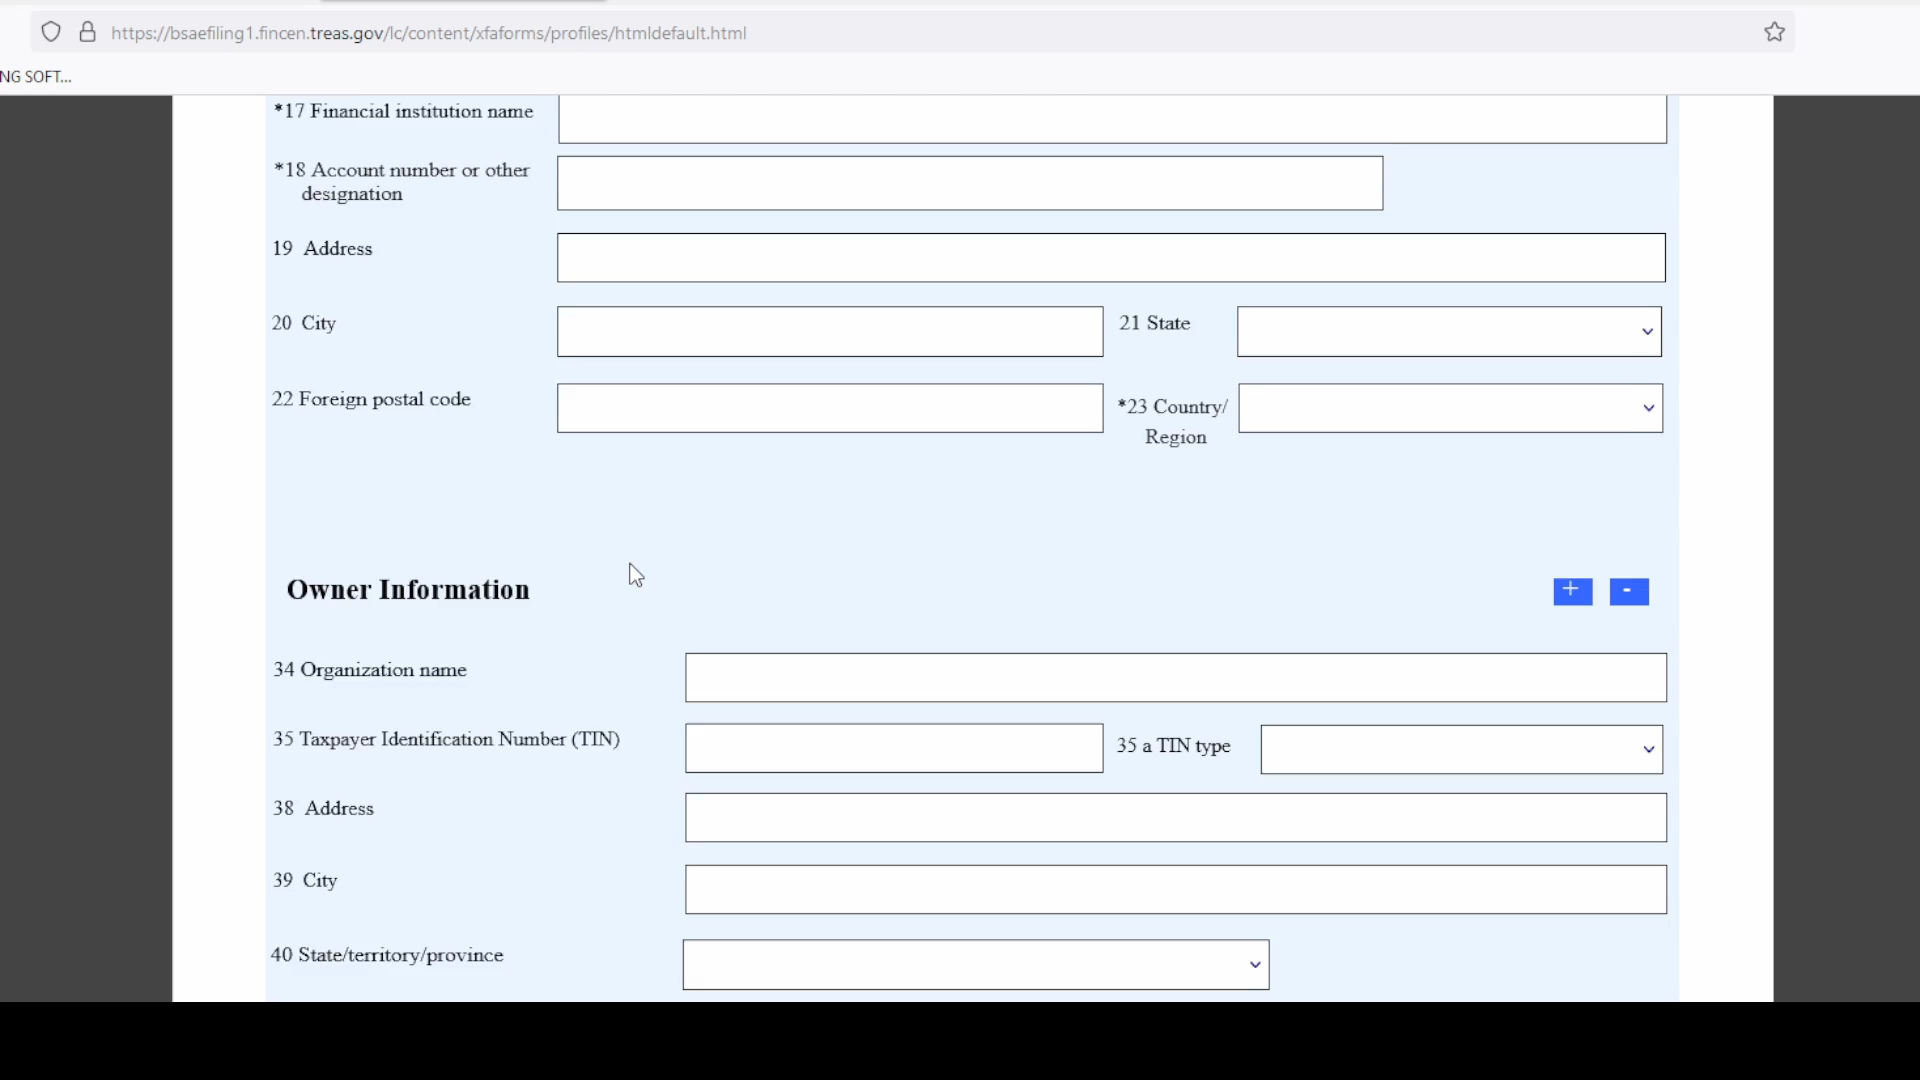 https://bsaefiling1.fincen.treas.gov/lc/content/xfaforms/profiles/htmldefault.html
NG SOFT...
*17 Financial institution name
*18 Account number or other
designation
19 Address
20 City
21 State
22 Foreign postal code
*23 Country/
Region
Owner Information
+ -
34 Organization name
35 Taxpayer Identification Number (TIN)
35 a TIN type
38 Address
39 City
40 State/territory/province